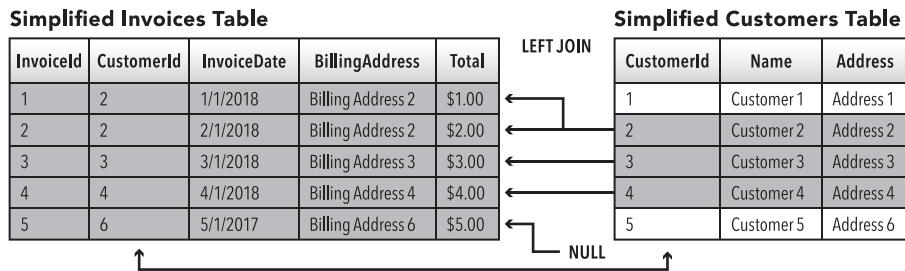 Simplified Invoices Table
InvoiceId CustomerId InvoiceDate BillingAddress Total
1 2 1/1/2018 Billing Address 2 $1.00
2 2 2/1/2018 Billing Address 2 $2.00
3 3 3/1/2018 Billing Address 3 $3.00
4 4 4/1/2018 Billing Address 4 $4.00
5 6 5/1/2017 Billing Address 6 $5.00
LEFT JOIN
NULL
Simplified Customers Table
CustomerId Name Address
1 Customer 1 Address 1
2 Customer 2 Address 2
3 Customer 3 Address 3
4 Customer 4 Address 4
5 Customer 5 Address 6